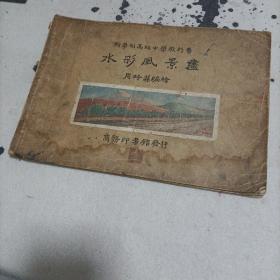 新學制高級中學教科書
水彩風景畫
周玲蓀編繪
商務印書館發行